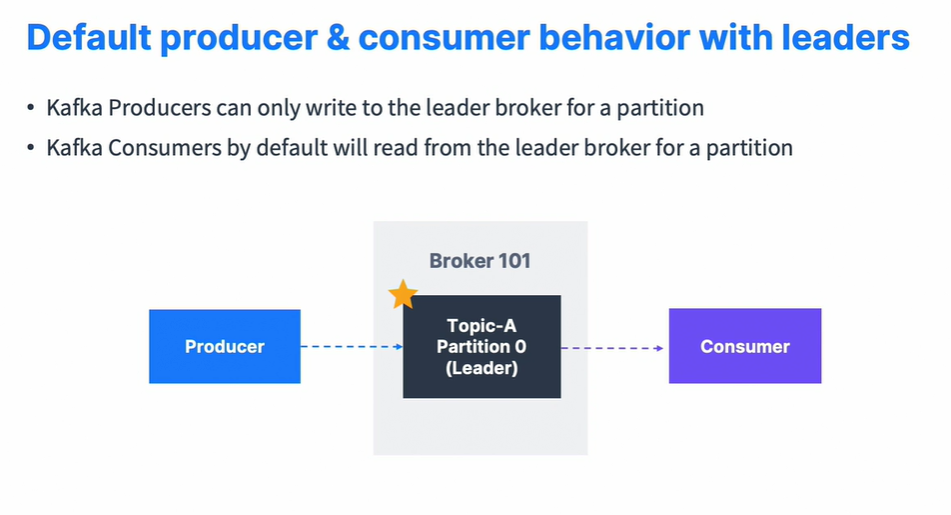 Default producer & consumer behavior with leaders
• Kafka Producers can only write to the leader broker for a partition
• Kafka Consumers by default will read from the leader broker for a partition
Broker 101
Producer
Topic-A
Partition 0
(Leader)
Consumer